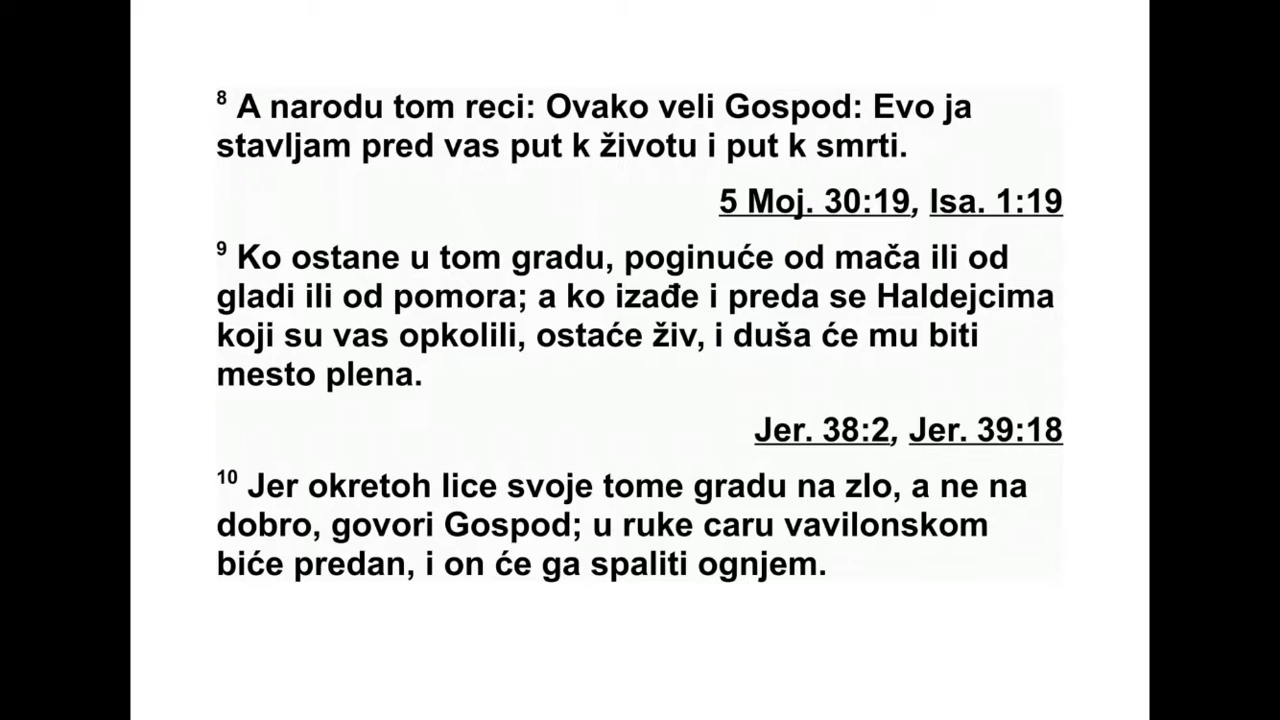 8 A narodu tom reci: Ovako veli Gospod: Evo ja
stavljam pred vas put k životu i put k smrti.
5 Moj. 30:19, Isa. 1:19
9 Ko ostane u tom gradu, poginuće od mača ili od
gladi ili od pomora; a ko izađe i preda se Haldejcima
koji su vas opkolili, ostaće živ, i duša će mu biti
mesto plena.
Jer. 38:2, Jer. 39:18
10 Jer okretoh lice svoje tome gradu na zlo, a ne na
dobro, govori Gospod; u ruke caru vavilonskom
biće predan, i on će ga spaliti ognjem.